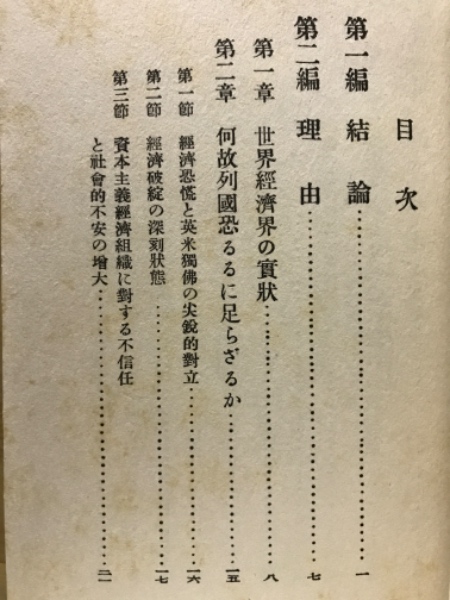 目次
第一編 結論……一
第二編 理由……七
第一章 世界經濟界の實狀……八
第二章 何故列國恐るるに足らざるか……一五
第一節 經濟恐慌と英米獨佛の尖銳的對立……一六
第二節 經濟破綻の深刻狀態……一七
第三節 資本主義經濟組織に對する不信任
と社會的不安の增大……二一